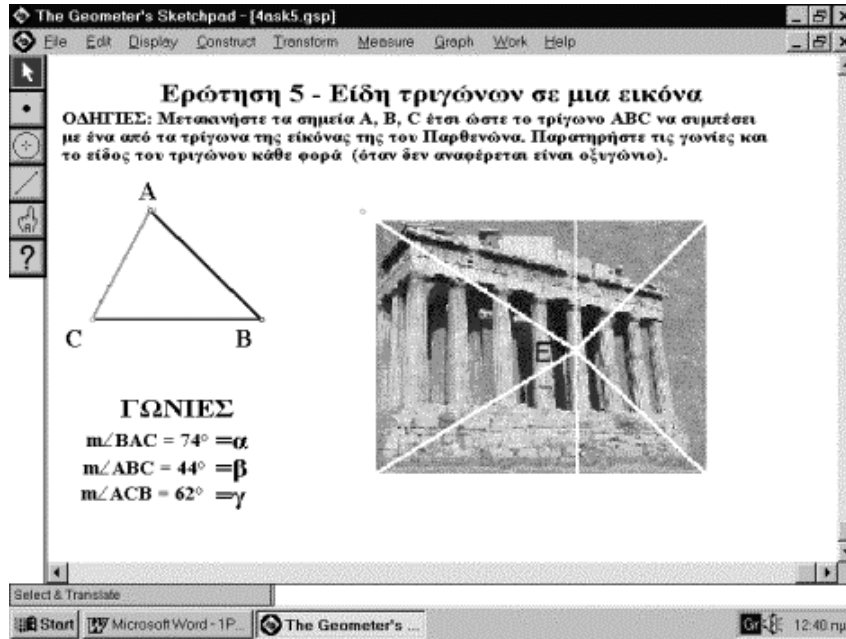 The Geometer's Sketchpad - [4ask5.gsp]
File Edit Display Construct Transform Measure Graph Work Help
Ερώτηση 5 - Είδη τριγώνων σε μια εικόνα
ΟΔΗΓΙΕΣ: Μετακινήστε τα σημεία A, B, C έτσι ώστε το τρίγωνο ABC να συμπέσει
με ένα από τα τρίγωνα της είκόνας της του Παρθενώνα. Παρατηρήστε τις γωνίες και
το είδος του τριγώνου κάθε φορά (όταν δεν αναφέρεται είναι οξυγώνιο).
A
C
B
E
ΓΩΝΙΕΣ
m∠BAC = 74° =α
m∠ABC = 44° =β
m∠ACB = 62° =γ
Select & Translate
Start Microsoft Word - 1P... The Geometer's ... Gr 12:40 πμ